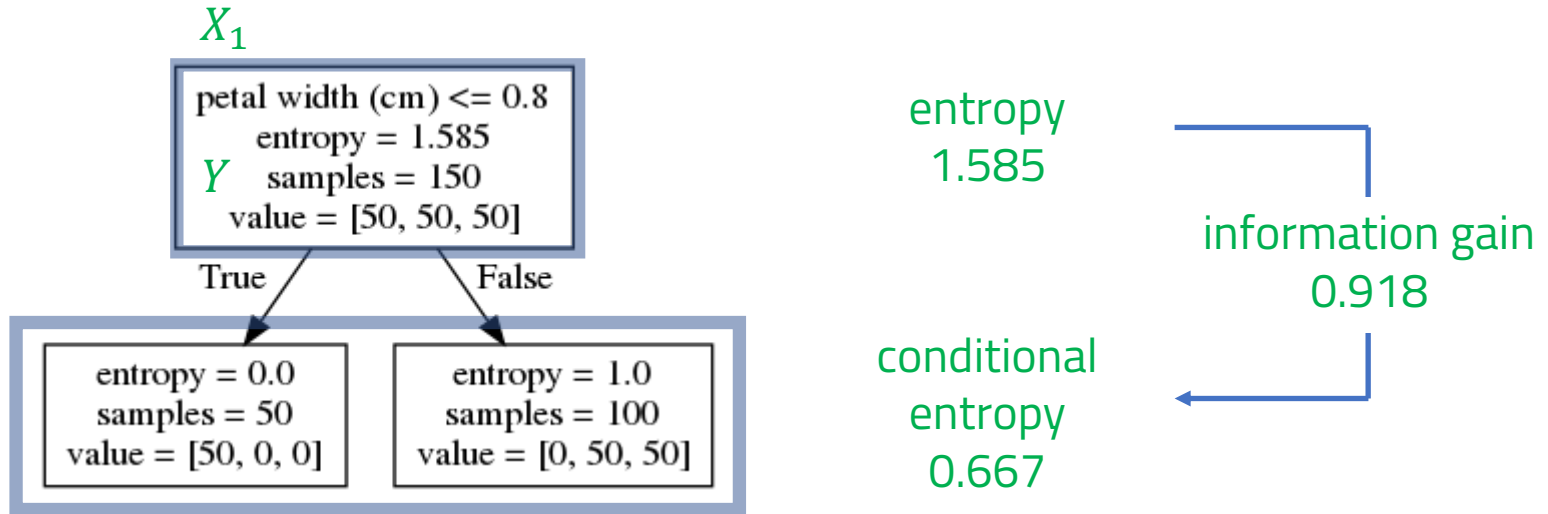 X₁
petal width (cm) <= 0.8
entropy = 1.585
Y samples = 150
value = [50, 50, 50]
True False
entropy = 0.0
samples = 50
value = [50, 0, 0]
entropy = 1.0
samples = 100
value = [0, 50, 50]
entropy
1.585
information gain
0.918
conditional
entropy
0.667